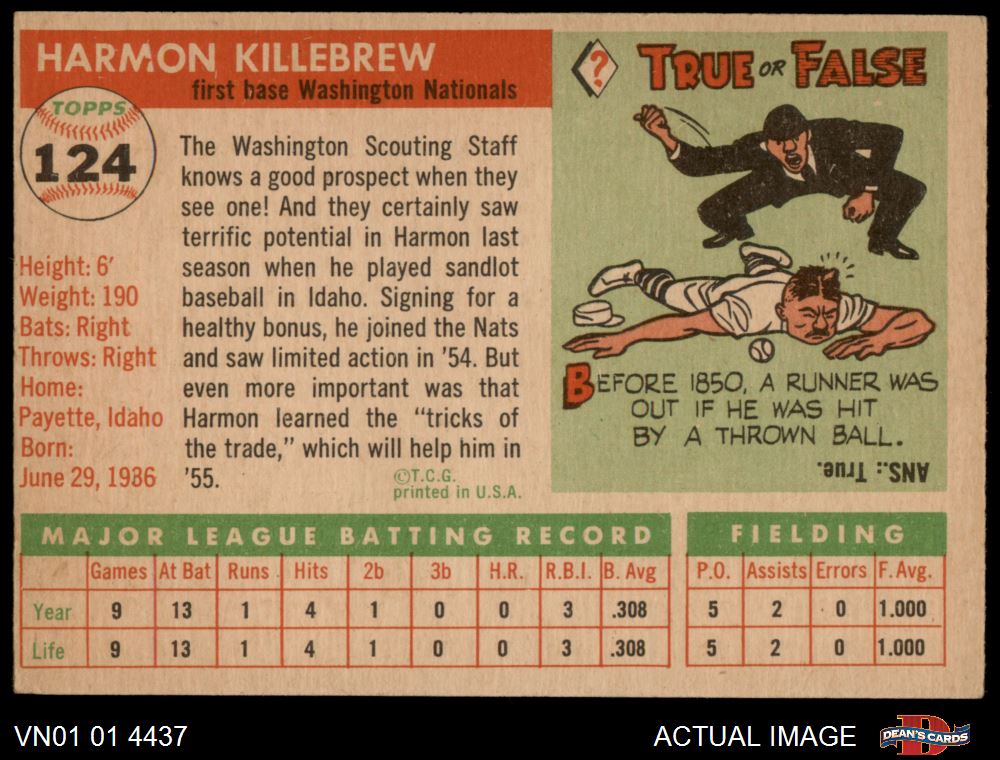 HARMON KILLEBREW
first base Washington Nationals
TOPPS
124
Height: 6'
Weight: 190
Bats: Right
Throws: Right
Home:
Payette, Idaho
Born:
June 29, 1936
The Washington Scouting Staff
knows a good prospect when they
see one! And they certainly saw
terrific potential in Harmon last
season when he played sandlot
baseball in Idaho. Signing for a
healthy bonus, he joined the Nats
and saw limited action in '54. But
even more important was that
Harmon learned the "tricks of
the trade," which will help him in
'55.
©T.C.G.
printed in U.S.A.
?
TRUE OR FALSE
BEFORE 1850, A RUNNER WAS
OUT IF HE WAS HIT
BY A THROWN BALL.
ANS.: True.
MAJOR LEAGUE BATTING RECORD
Games At Bat Runs Hits 2b 3b H.R. R.B.I. B. Avg
Year 9 13 1 4 1 0 0 3 .308
Life 9 13 1 4 1 0 0 3 .308
FIELDING
P.O. Assists Errors F. Avg.
5 2 0 1.000
5 2 0 1.000
VN01 01 4437
ACTUAL IMAGE
D
DEAN'S CARDS